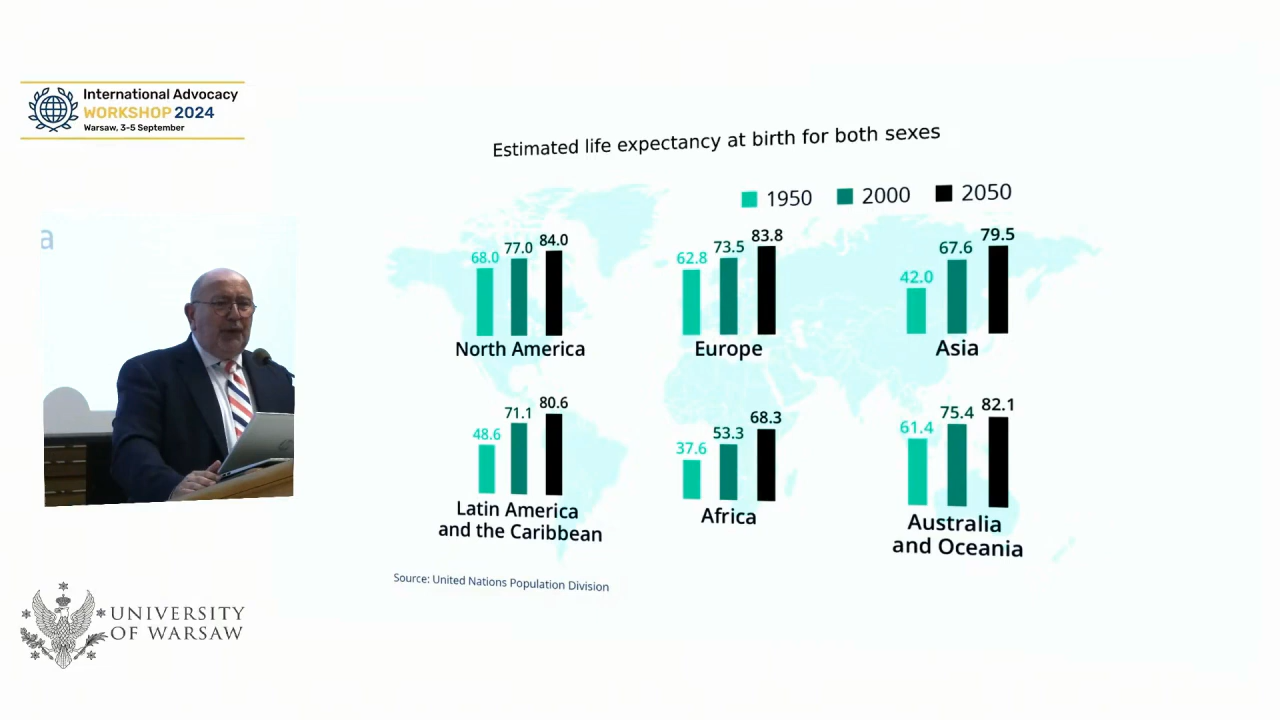 International Advocacy
WORKSHOP 2024
Warsaw, 3-5 September
a
Estimated life expectancy at birth for both sexes
1950 2000 2050
68.0 77.0 84.0
North America
62.8 73.5 83.8
Europe
42.0 67.6 79.5
Asia
48.6 71.1 80.6
Latin America
and the Caribbean
37.6 53.3 68.3
Africa
61.4 75.4 82.1
Australia
and Oceania
Source: United Nations Population Division
UNIVERSITY
OF WARSAW